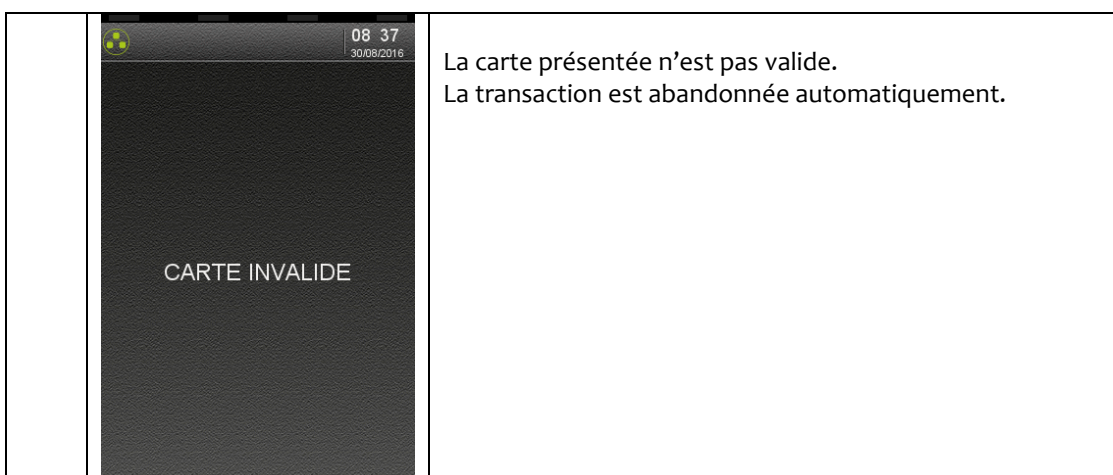 08 37
30/08/2016
La carte présentée n’est pas valide.
La transaction est abandonnée automatiquement.
CARTE INVALIDE